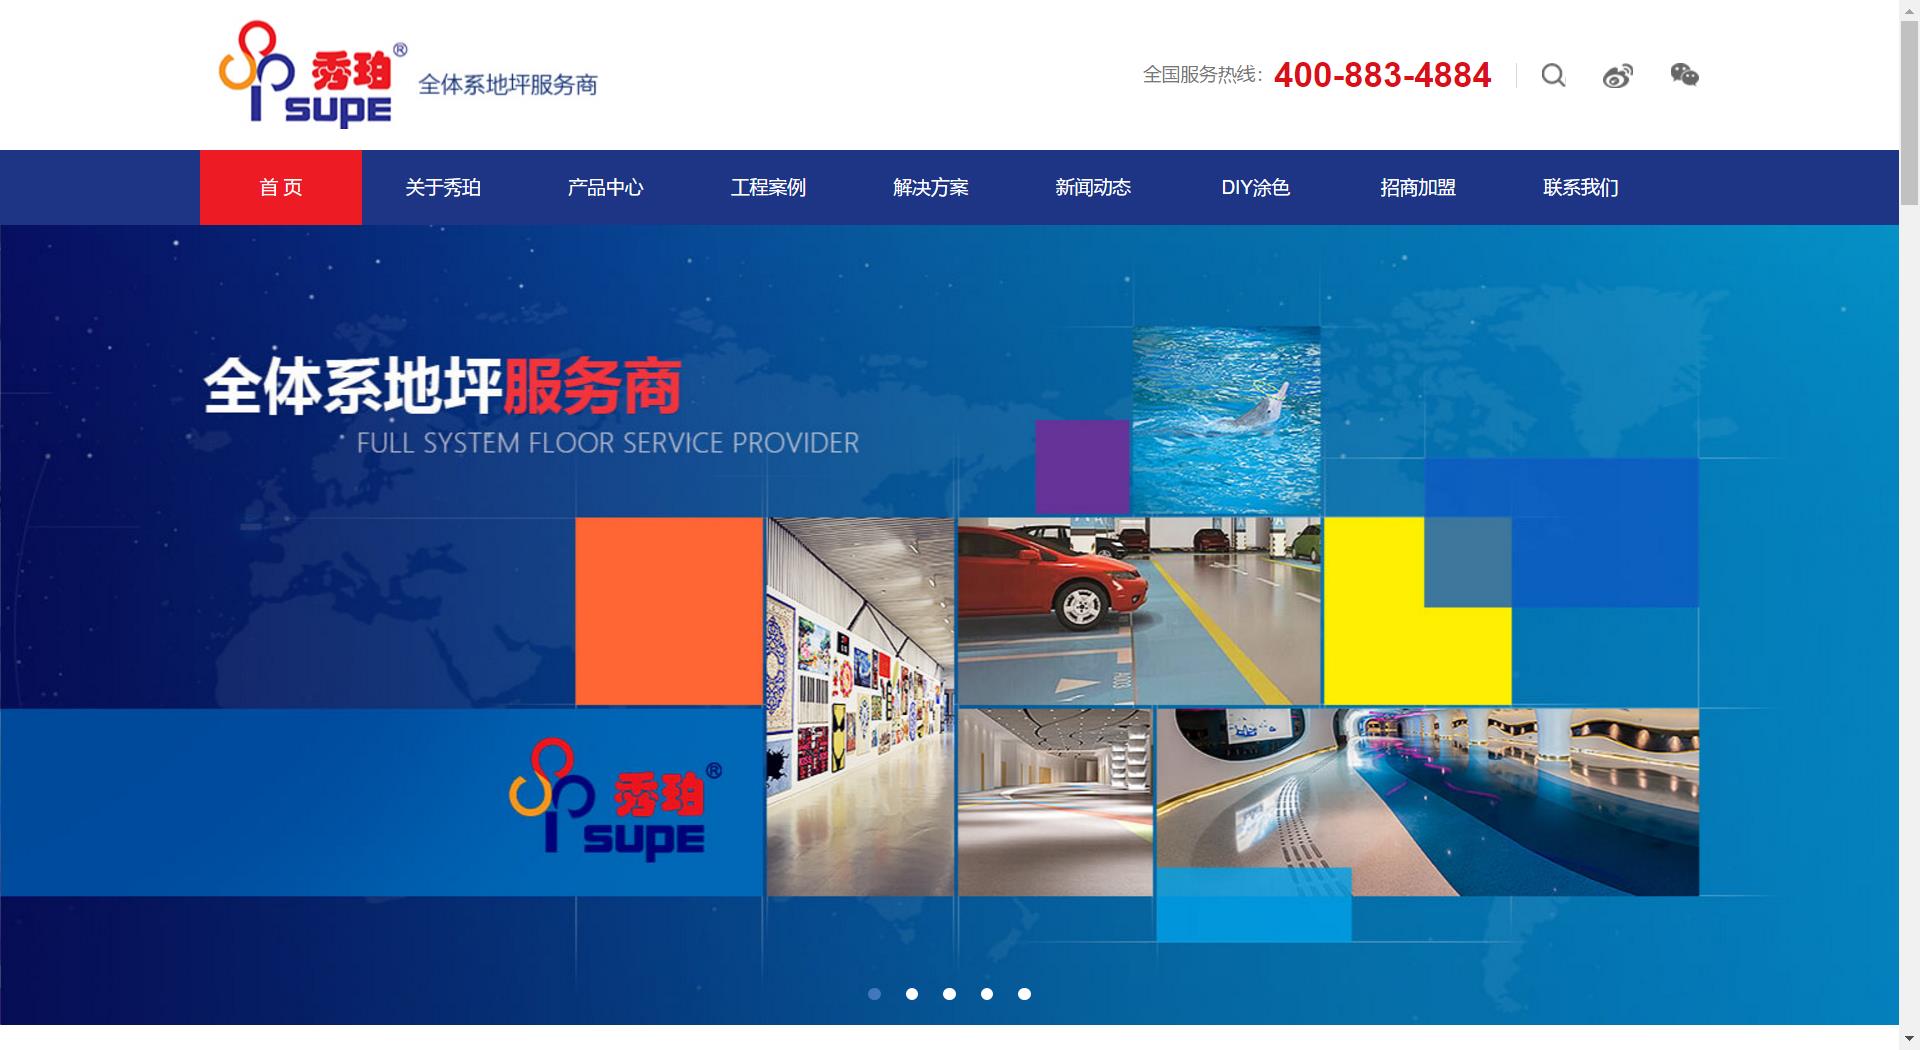 秀珀®
SUPE
全体系地坪服务商
全国服务热线: 400-883-4884
首 页
关于秀珀
产品中心
工程案例
解决方案
新闻动态
DIY涂色
招商加盟
联系我们
全体系地坪服务商
FULL SYSTEM FLOOR SERVICE PROVIDER
A003
秀珀®
SUPE